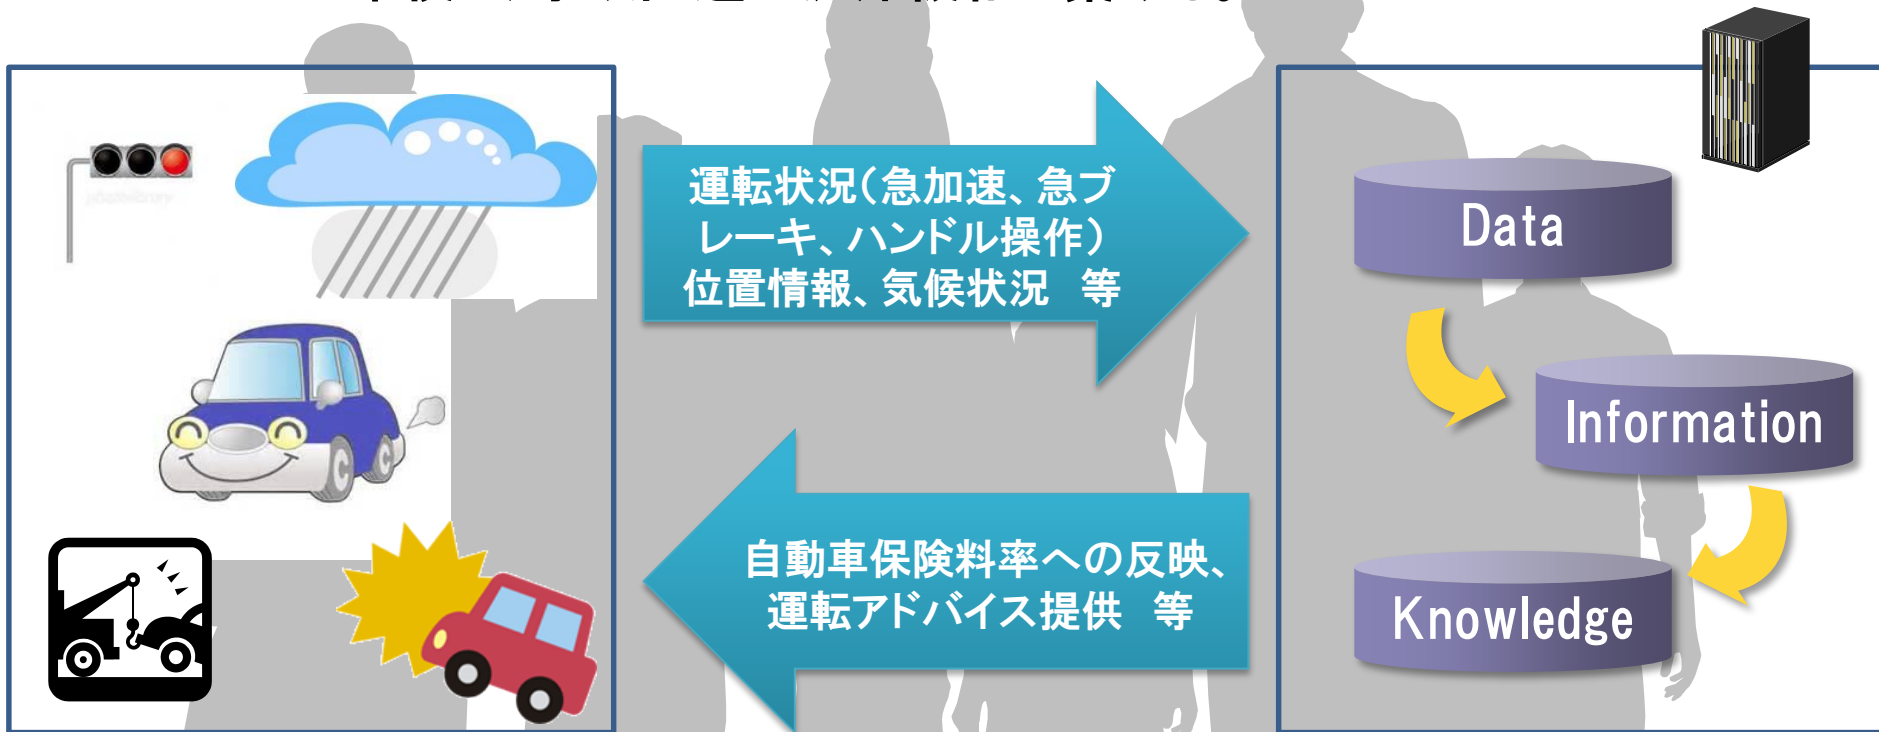 運転状況(急加速、急ブ
レーキ、ハンドル操作)
位置情報、気候状況　等
Data
Information
自動車保険料率への反映、
運転アドバイス提供　等
Knowledge